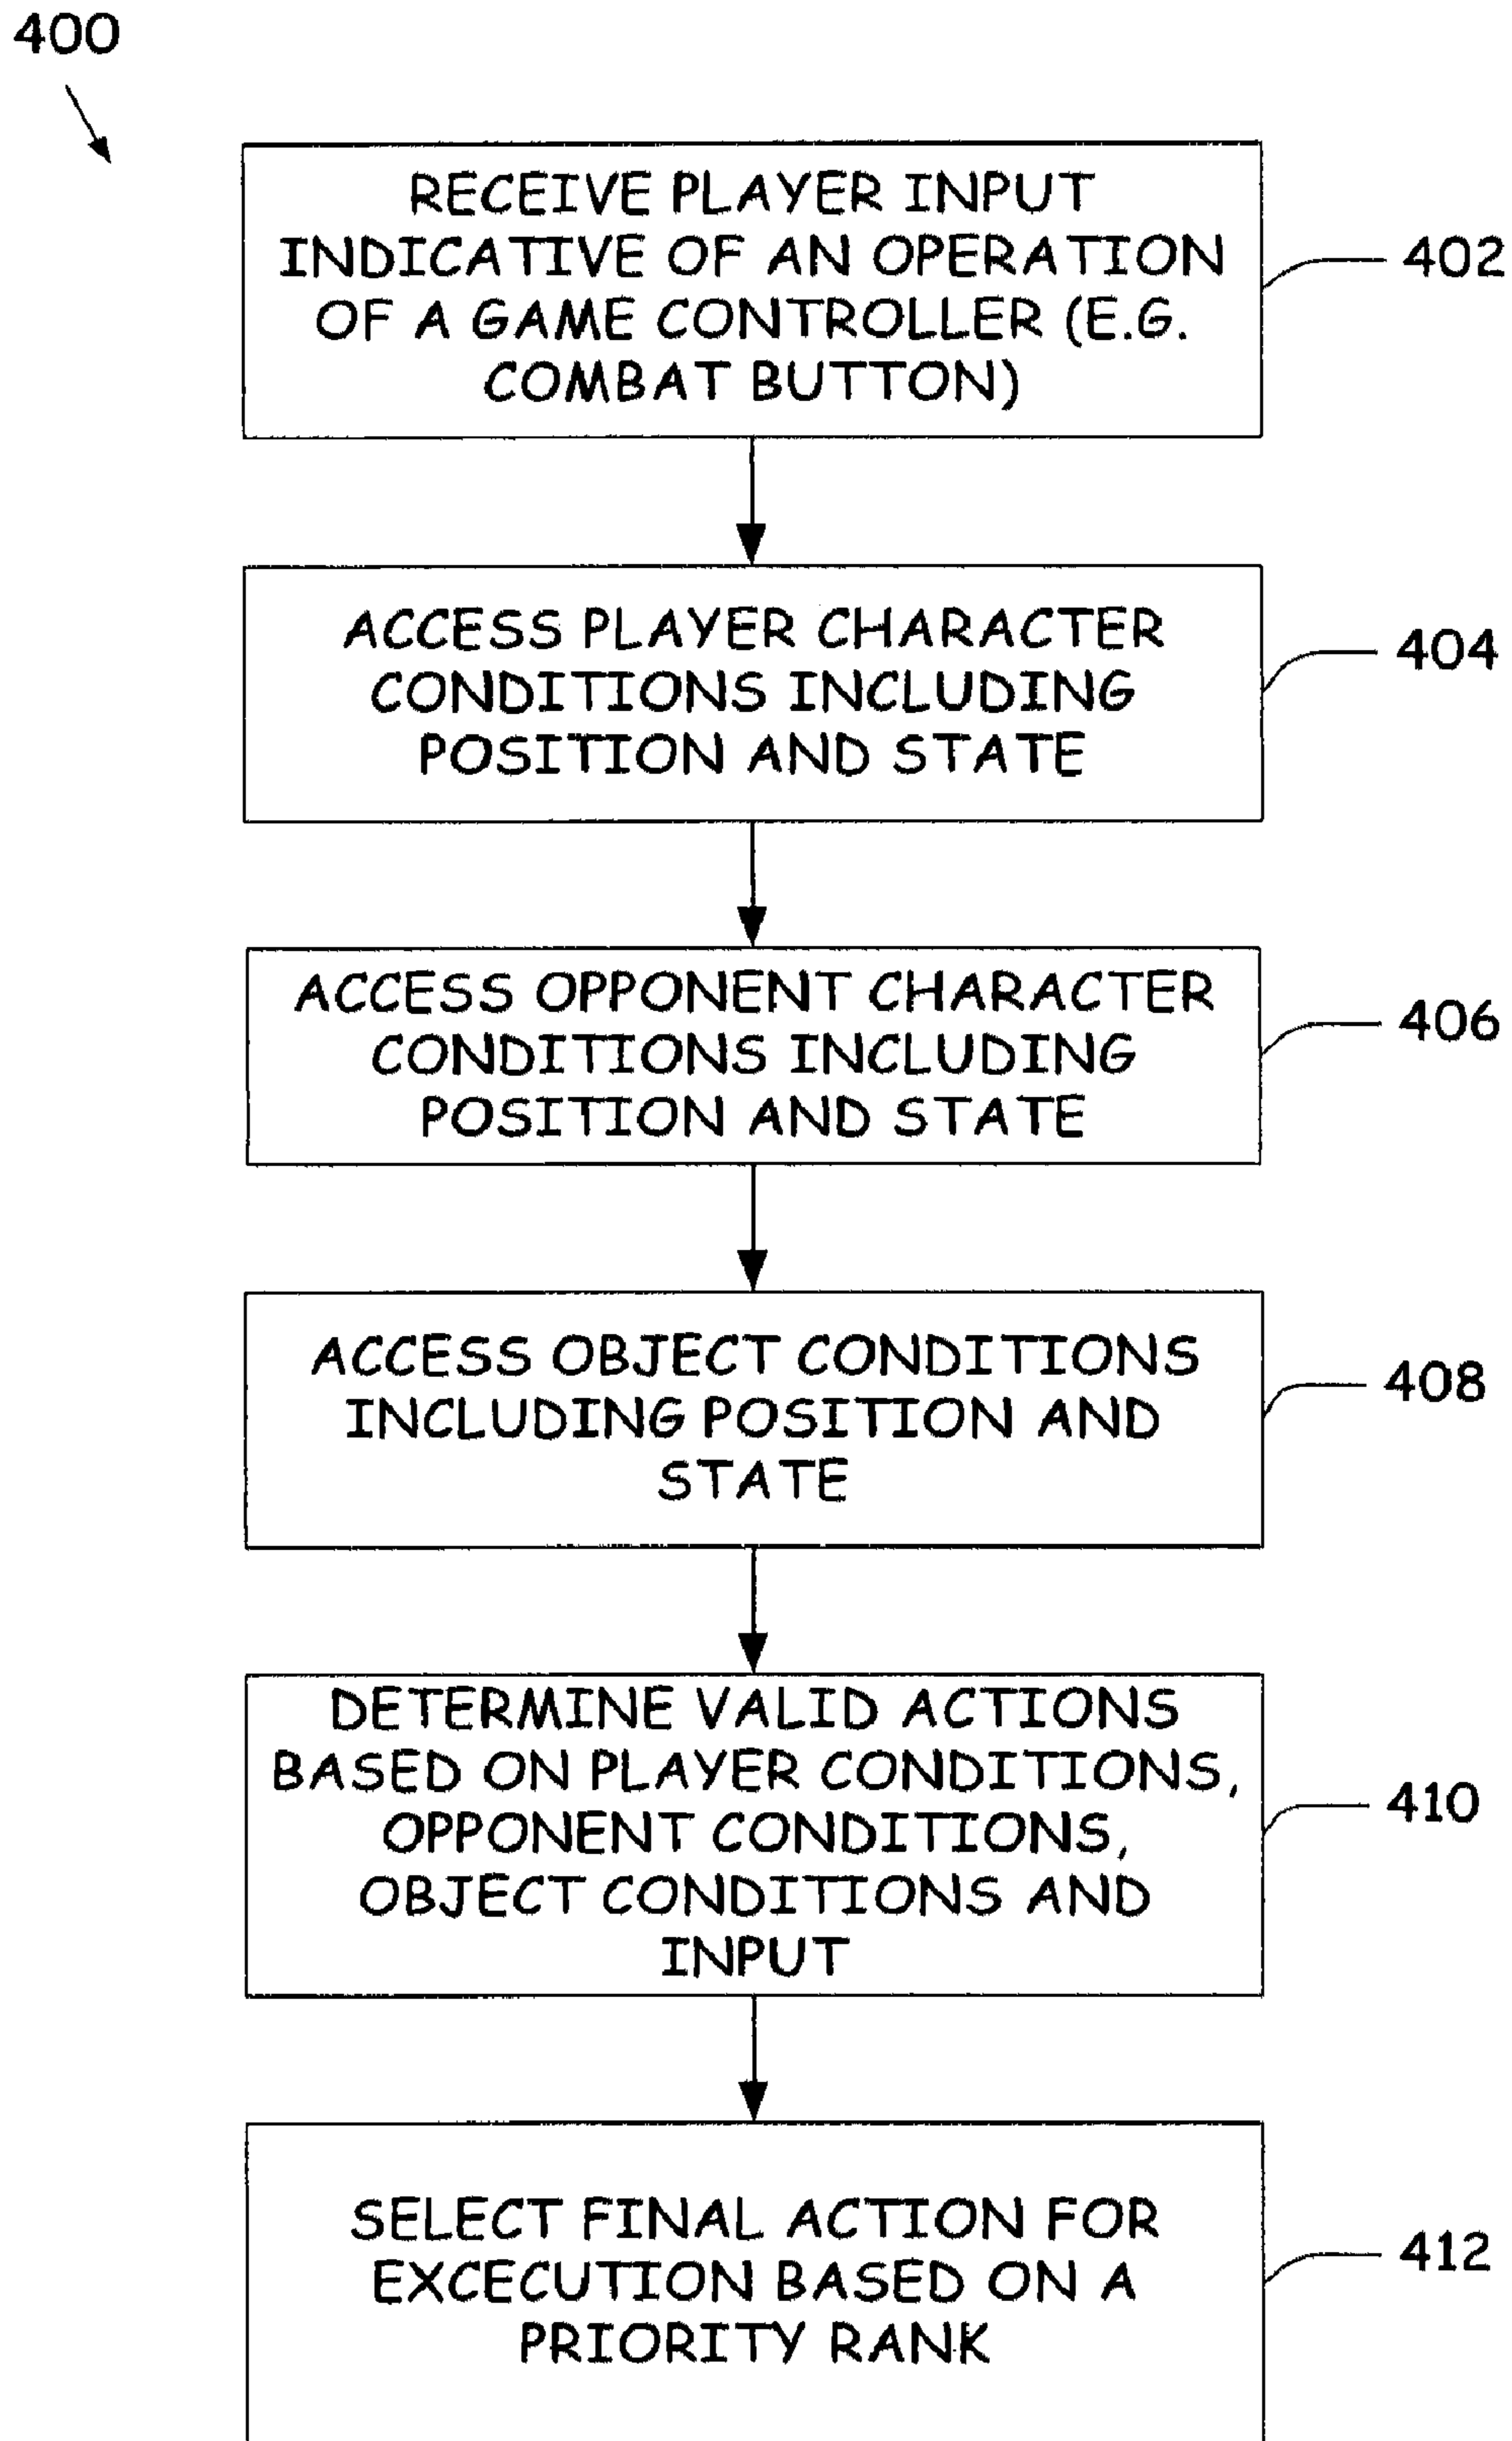 400
RECEIVE PLAYER INPUT
INDICATIVE OF AN OPERATION
OF A GAME CONTROLLER (E.G.
COMBAT BUTTON)
402
ACCESS PLAYER CHARACTER
CONDITIONS INCLUDING
POSITION AND STATE
404
ACCESS OPPONENT CHARACTER
CONDITIONS INCLUDING
POSITION AND STATE
406
ACCESS OBJECT CONDITIONS
INCLUDING POSITION AND
STATE
408
DETERMINE VALID ACTIONS
BASED ON PLAYER CONDITIONS,
OPPONENT CONDITIONS,
OBJECT CONDITIONS AND
INPUT
410
SELECT FINAL ACTION FOR
EXCECUTION BASED ON A
PRIORITY RANK
412